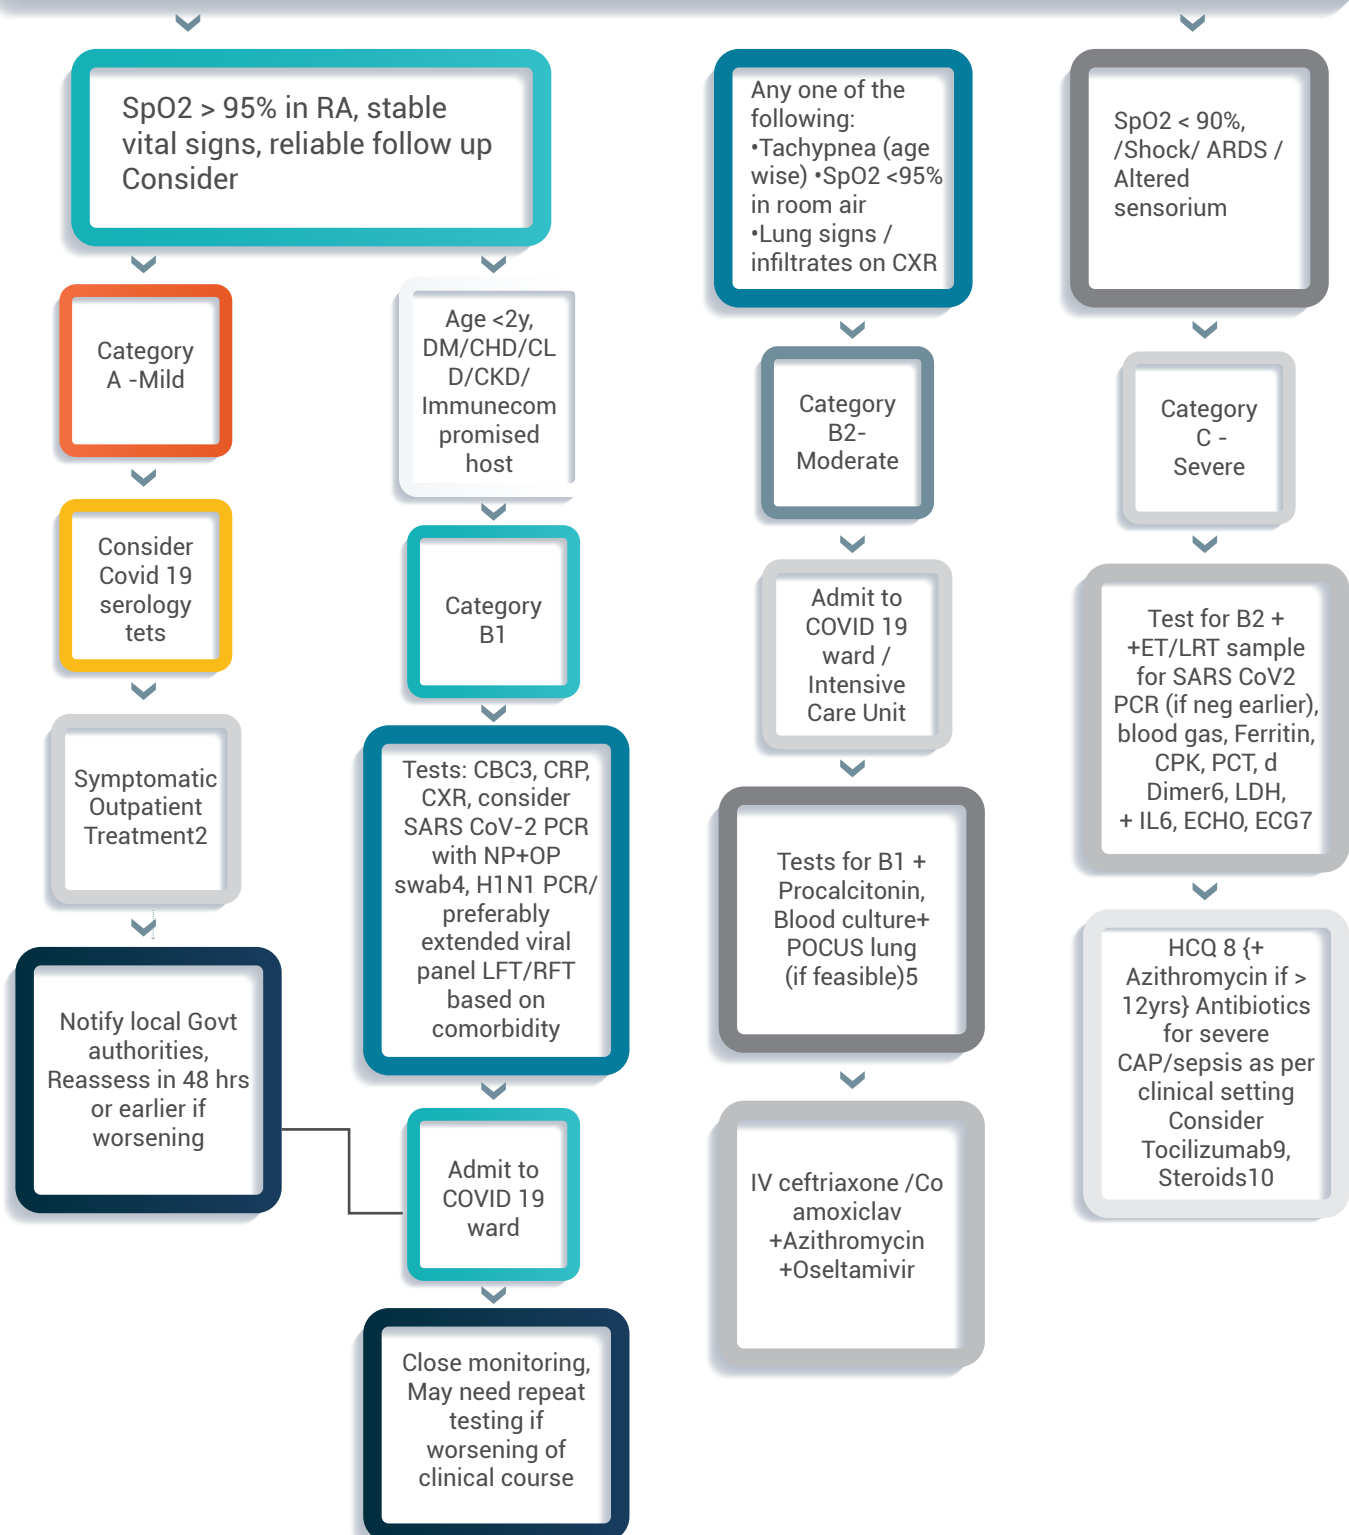 SpO2 > 95% in RA, stable
vital signs, reliable follow up
Consider
Category
A -Mild
Consider
Covid 19
serology
tets
Symptomatic
Outpatient
Treatment2
Notify local Govt
authorities,
Reassess in 48 hrs
or earlier if
worsening
Age <2y,
DM/CHD/CL
D/CKD/
Immunecom
promised
host
Category
B1
Tests: CBC3, CRP,
CXR, consider
SARS CoV-2 PCR
with NP+OP
swab4, H1N1 PCR/
preferably
extended viral
panel LFT/RFT
based on
comorbidity
Admit to
COVID 19
ward
Close monitoring,
May need repeat
testing if
worsening of
clinical course
Any one of the
following:
•Tachypnea (age
wise) •SpO2 <95%
in room air
•Lung signs /
infiltrates on CXR
Category
B2-
Moderate
Admit to
COVID 19
ward /
Intensive
Care Unit
Tests for B1 +
Procalcitonin,
Blood culture+
POCUS lung
(if feasible)5
IV ceftriaxone /Co
amoxiclav
+Azithromycin
+Oseltamivir
SpO2 < 90%,
/Shock/ ARDS /
Altered
sensorium
Category
C -
Severe
Test for B2 +
+ET/LRT sample
for SARS CoV2
PCR (if neg earlier),
blood gas, Ferritin,
CPK, PCT, d
Dimer6, LDH,
+ IL6, ECHO, ECG7
HCQ 8 {+
Azithromycin if >
12yrs} Antibiotics
for severe
CAP/sepsis as per
clinical setting
Consider
Tocilizumab9,
Steroids10